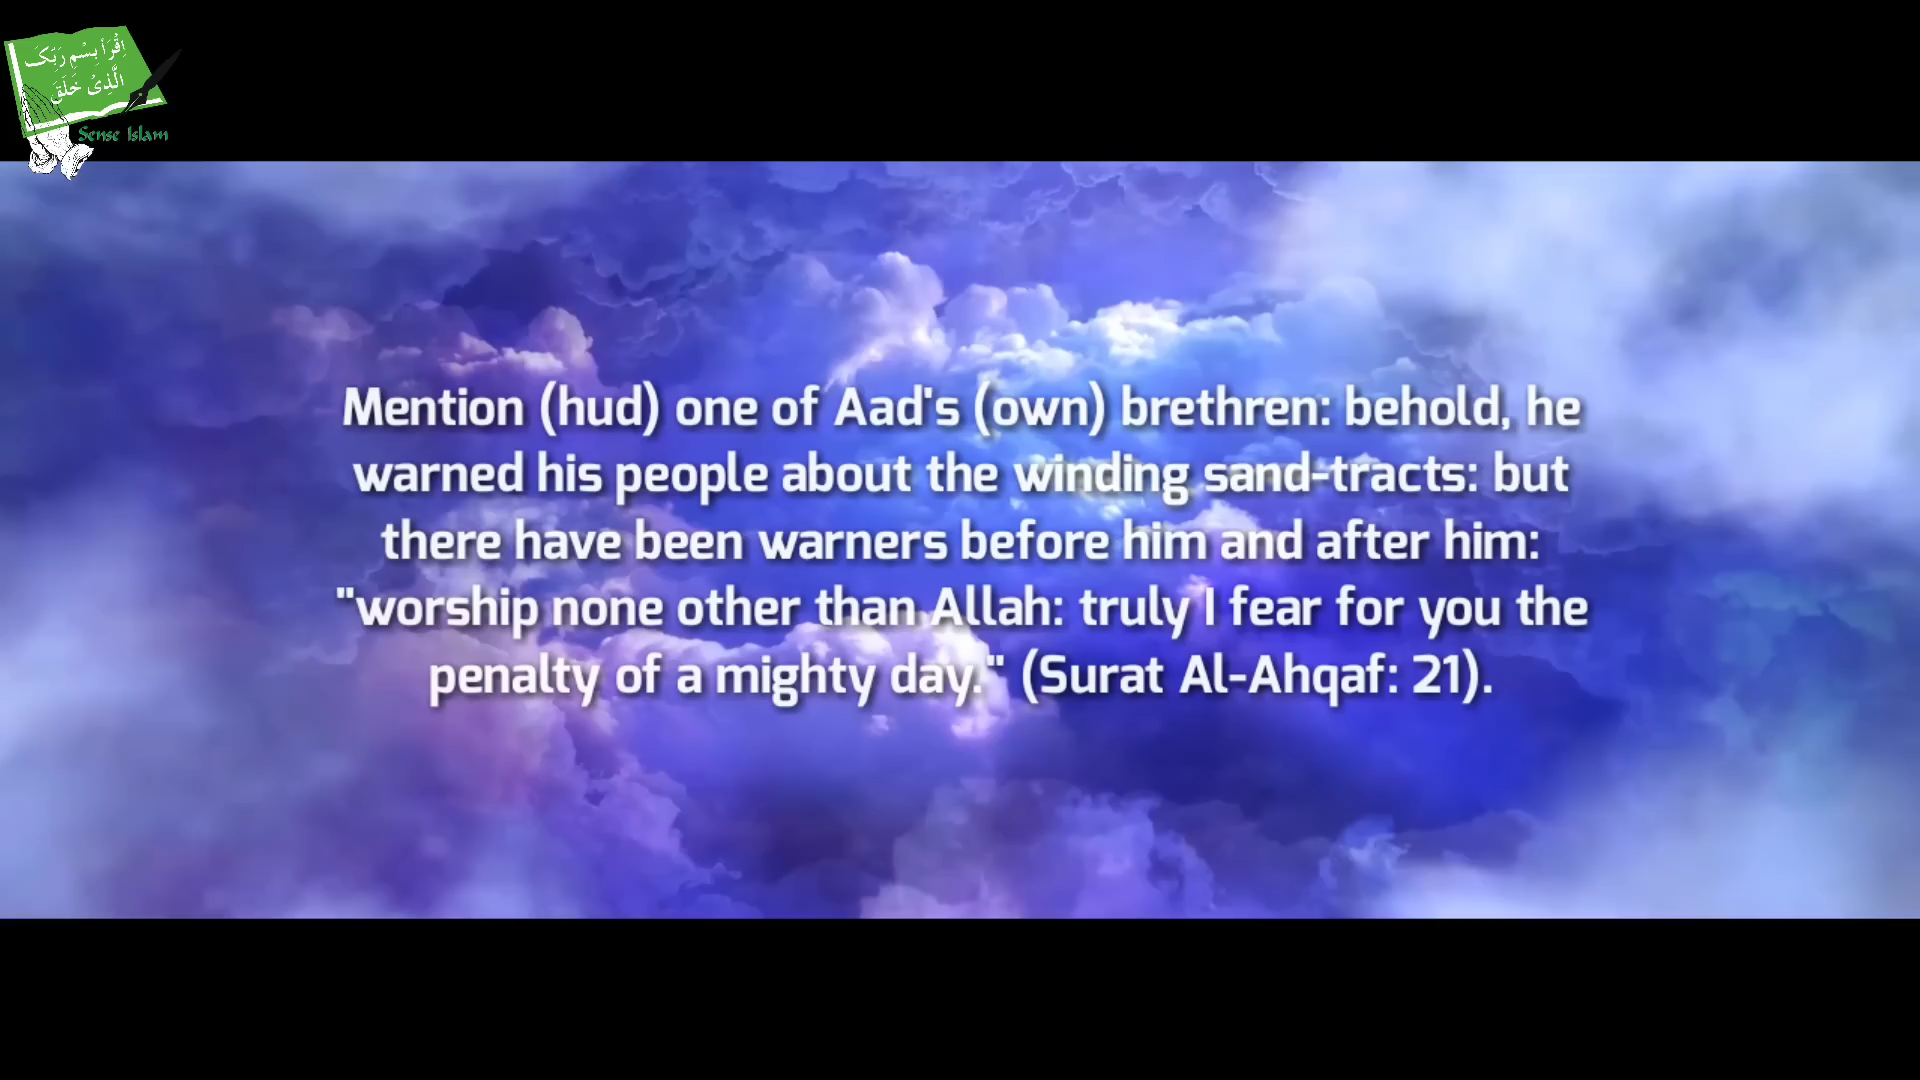 اِقْرَأْ بِسْمِ رَبِّکَ
الَّذِیْ خَلَقَ
Sense Islam
Mention (hud) one of Aad's (own) brethren: behold, he
warned his people about the winding sand-tracts: but
there have been warners before him and after him:
"worship none other than Allah: truly I fear for you the
penalty of a mighty day." (Surat Al-Ahqaf: 21).